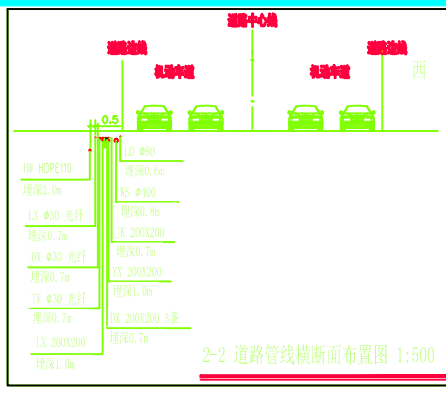 道路中心线
道路边线
道路边线
机动车道
机动车道
西
0.5
LD Φ80
埋深0.6m
HW HDPE110
埋深2.0m
WS Φ400
埋深0.8m
LX Φ30 光纤
埋深0.7m
JK 200X200
埋深0.7m
DX Φ30 光纤
埋深0.7m
YX 200X200
埋深1.0m
TV Φ30 光纤
埋深0.7m
DX 200X200 3条
埋深0.7m
LX 200X200
埋深1.0m
2-2 道路管线横断面布置图 1:500